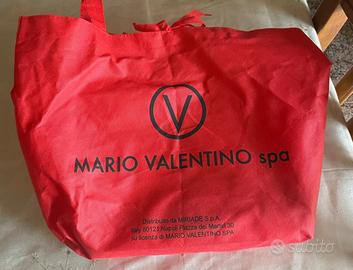 V
MARIO VALENTINO spa
Distribuito da MIRIADE S.p.A.
Italy 80121 Napoli Piazza dei Martiri 30
su licenza di MARIO VALENTINO SPA
subito